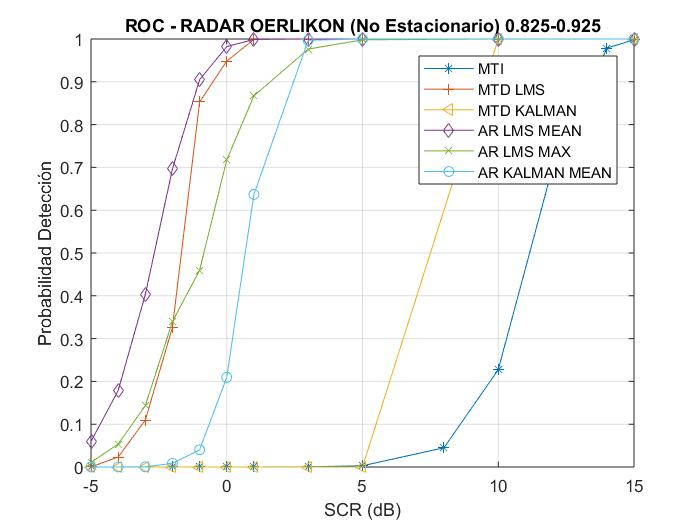 ROC - RADAR OERLIKON (No Estacionario) 0.825-0.925
1
0.9
0.8
0.7
0.6
0.5
0.4
0.3
0.2
0.1
0
Probabilidad Detección
MTI
MTD LMS
MTD KALMAN
AR LMS MEAN
AR LMS MAX
AR KALMAN MEAN
-5
0
5
10
15
SCR (dB)